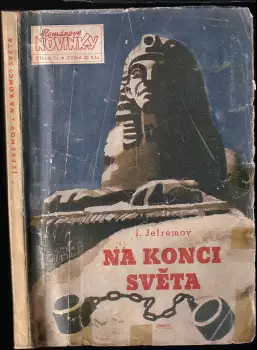 Románové
NOVINKY
I. Jefremov
NA KONCI
SVĚTA
JEFREMOV • NA KONCI SVĚTA